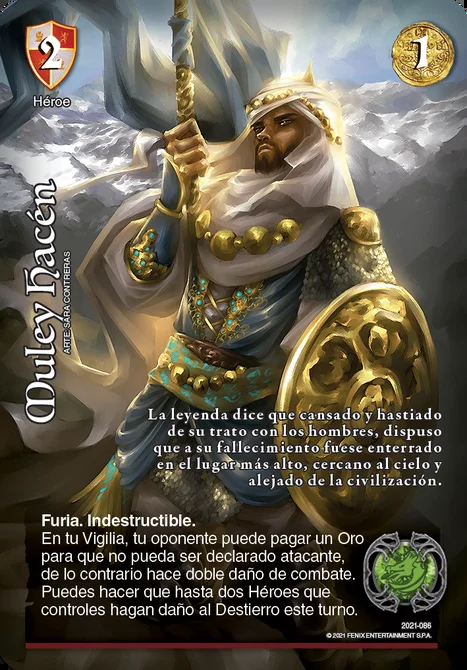 2
1
Héroe
Muley Hacén
ARTE: SARA CONTRERAS
La leyenda dice que cansado y hastiado
de su trato con los hombres, dispuso
que a su fallecimiento fuese enterrado
en el lugar más alto, cercano al cielo y
alejado de la civilización.
Furia. Indestructible.
En tu Vigilia, tu oponente puede pagar un Oro
para que no pueda ser declarado atacante,
de lo contrario hace doble daño de combate.
Puedes hacer que hasta dos Héroes que
controles hagan daño al Destierro este turno.
2021-086
© 2021 FENIX ENTERTAINMENT S.P.A.